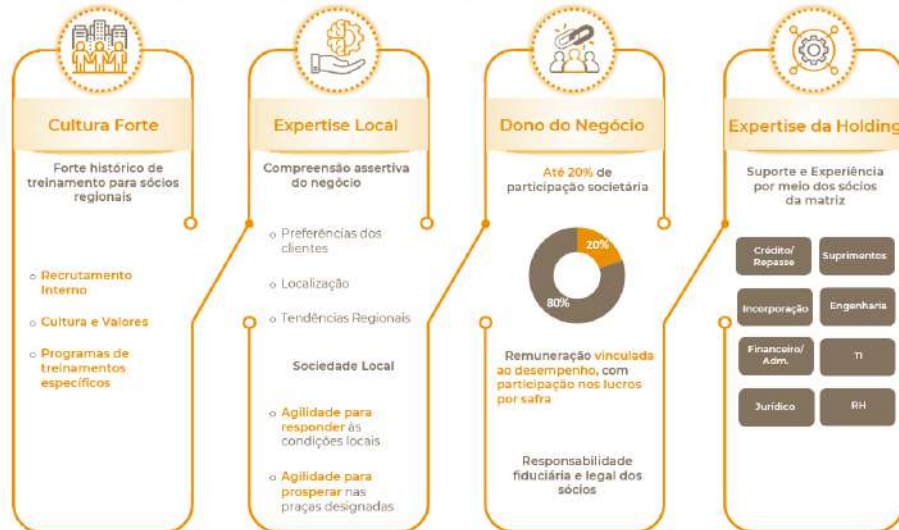 Cultura Forte
Forte histórico de
treinamento para sócios
regionais
Recrutamento
Interno
Cultura e Valores
Programas de
treinamentos
específicos
Expertise Local
Compreensão assertiva
do negócio
Preferências dos
clientes
Localização
Tendências Regionais
Sociedade Local
Agilidade para
responder às
condições locais
Agilidade para
prosperar nas
praças designadas
Dono do Negócio
Até 20% de
participação societária
20%
80%
Remuneração vinculada
ao desempenho, com
participação nos lucros
por safra
Responsabilidade
fiduciária e legal dos
sócios
Expertise da Holding
Suporte e Experiência
por meio dos sócios
da matriz
Crédito/
Repasse
Suprimentos
Incorporação
Engenharia
Financeiro/
Adm.
TI
Jurídico
RH